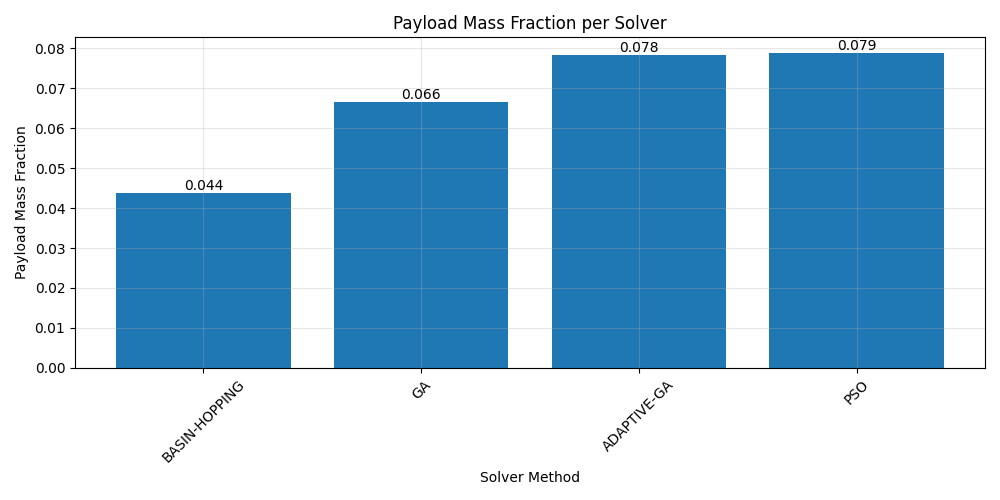 Payload Mass Fraction per Solver
Payload Mass Fraction
0.08
0.07
0.06
0.05
0.04
0.03
0.02
0.01
0.00
0.044
0.066
0.078
0.079
BASIN-HOPPING
GA
ADAPTIVE-GA
PSO
Solver Method